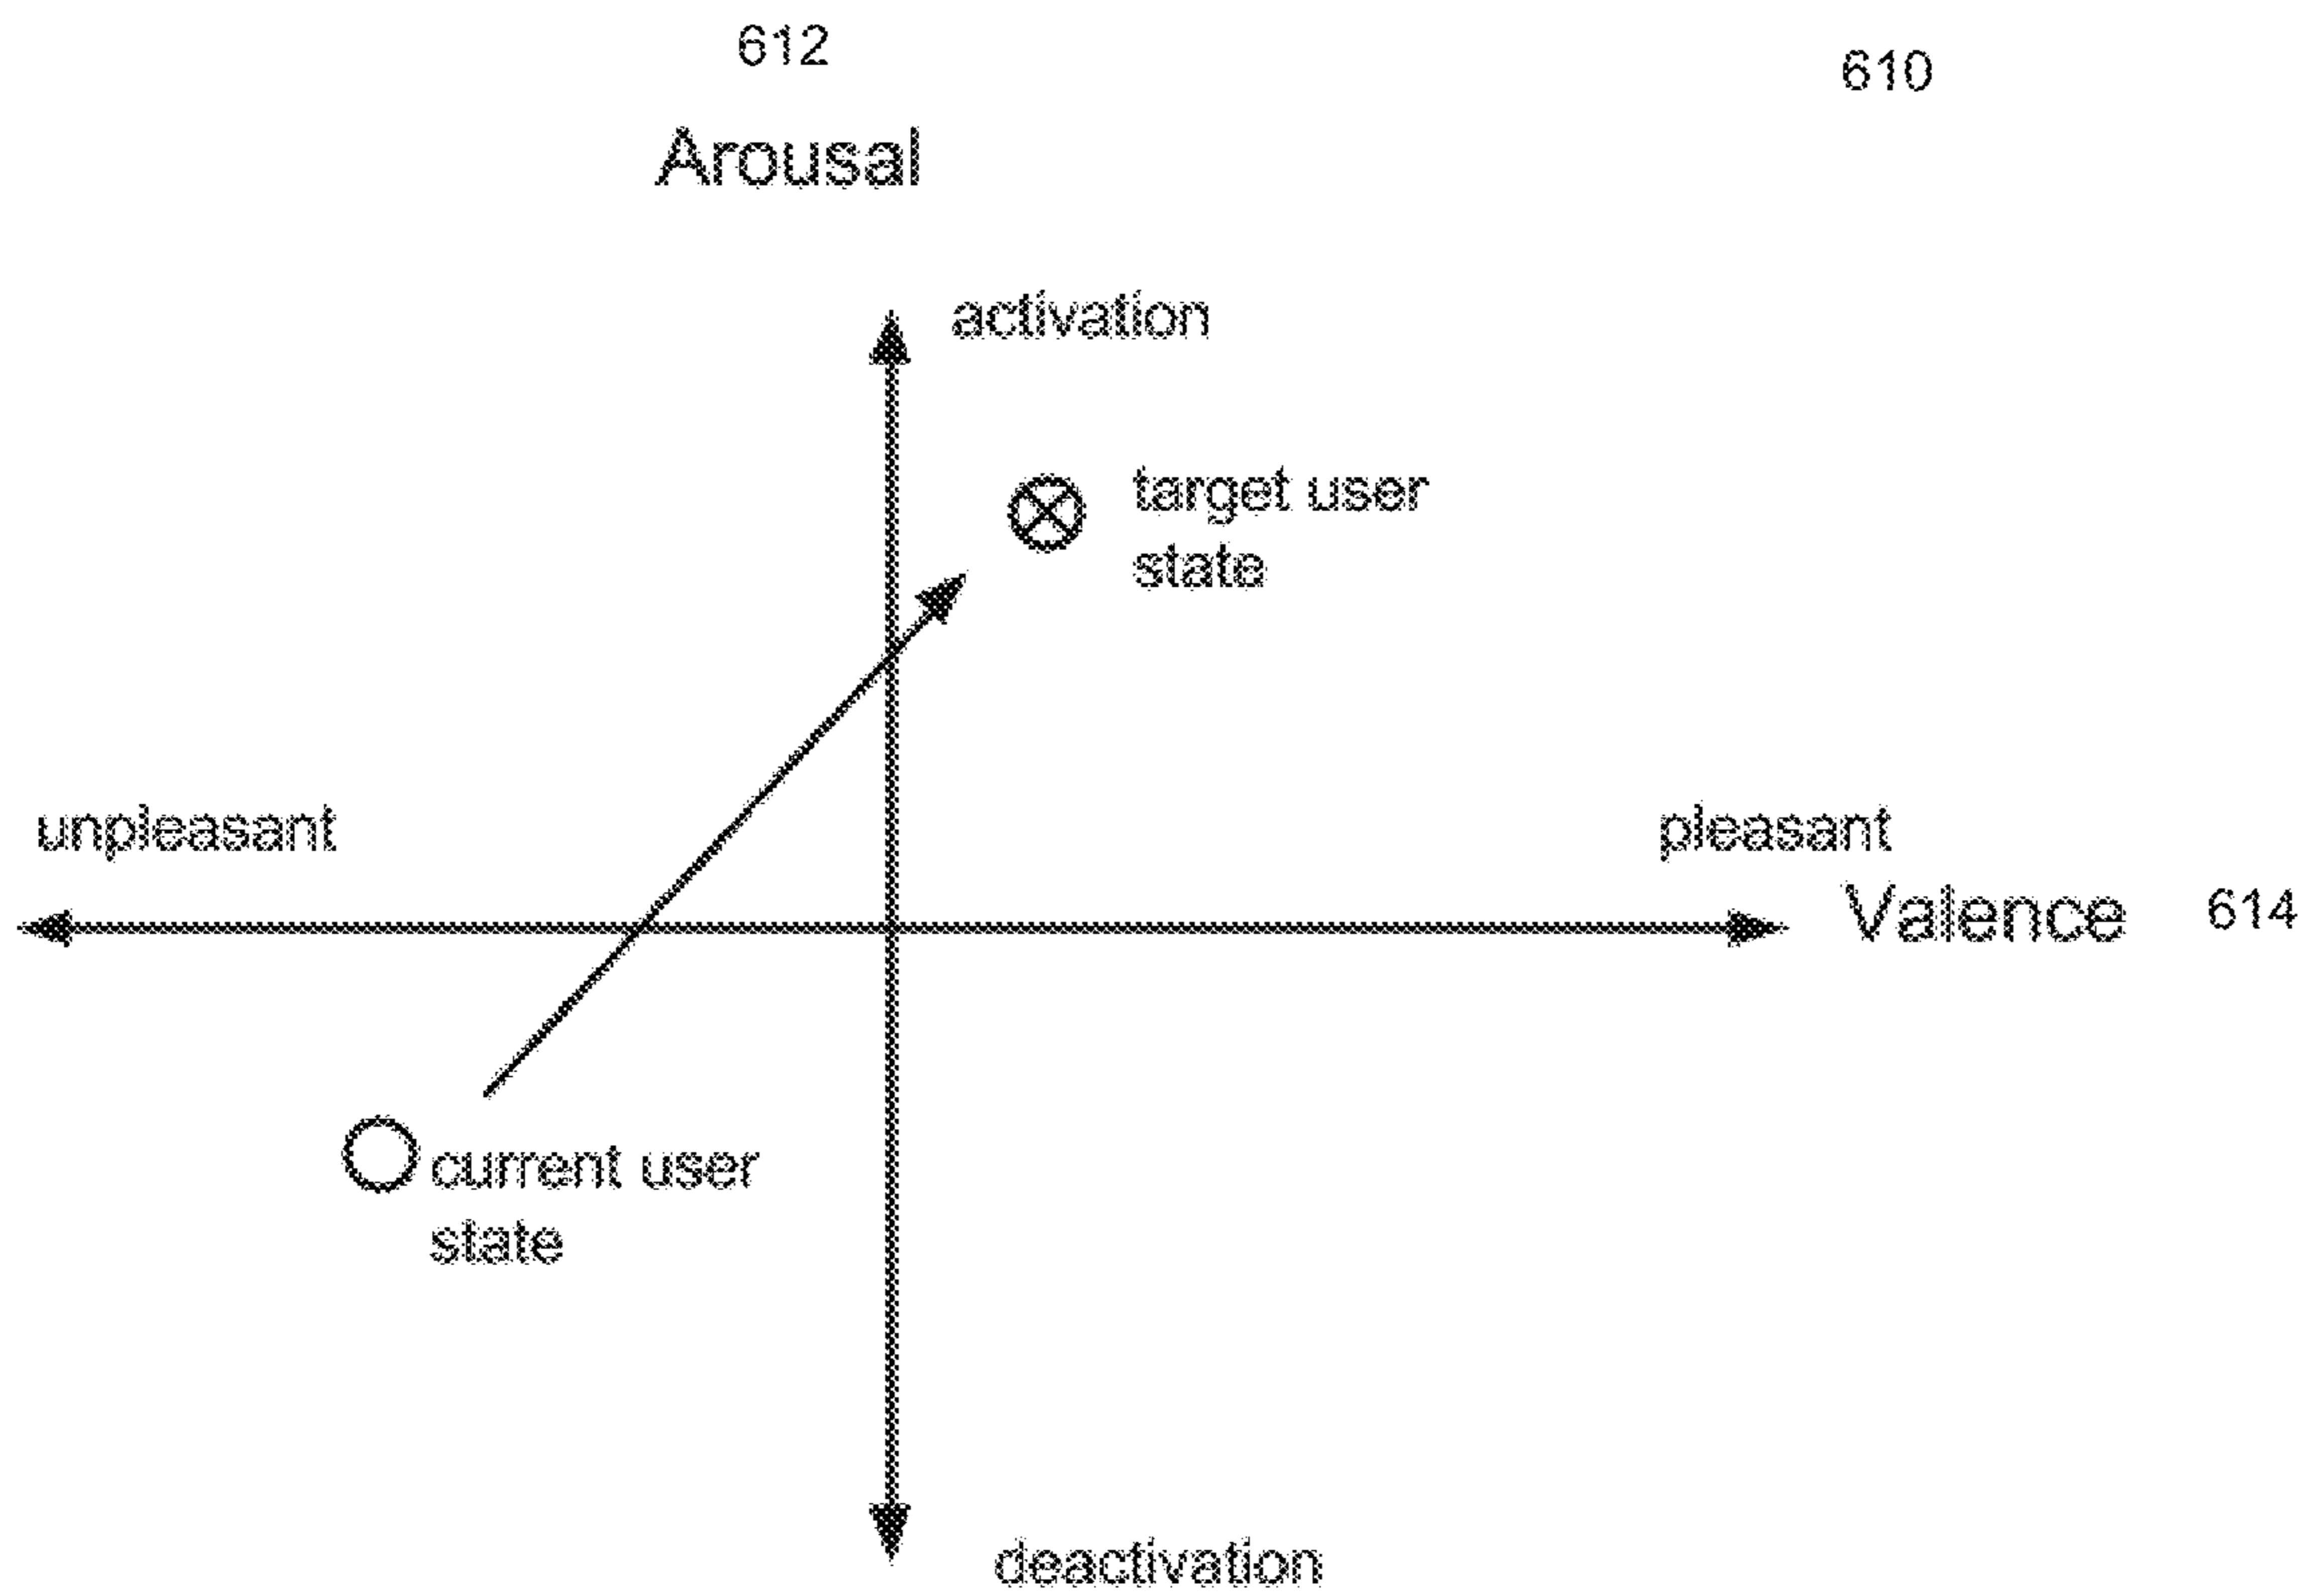 612
610
Arousal
activation
target user
state
unpleasant
pleasant
Valence 614
current user
state
deactivation